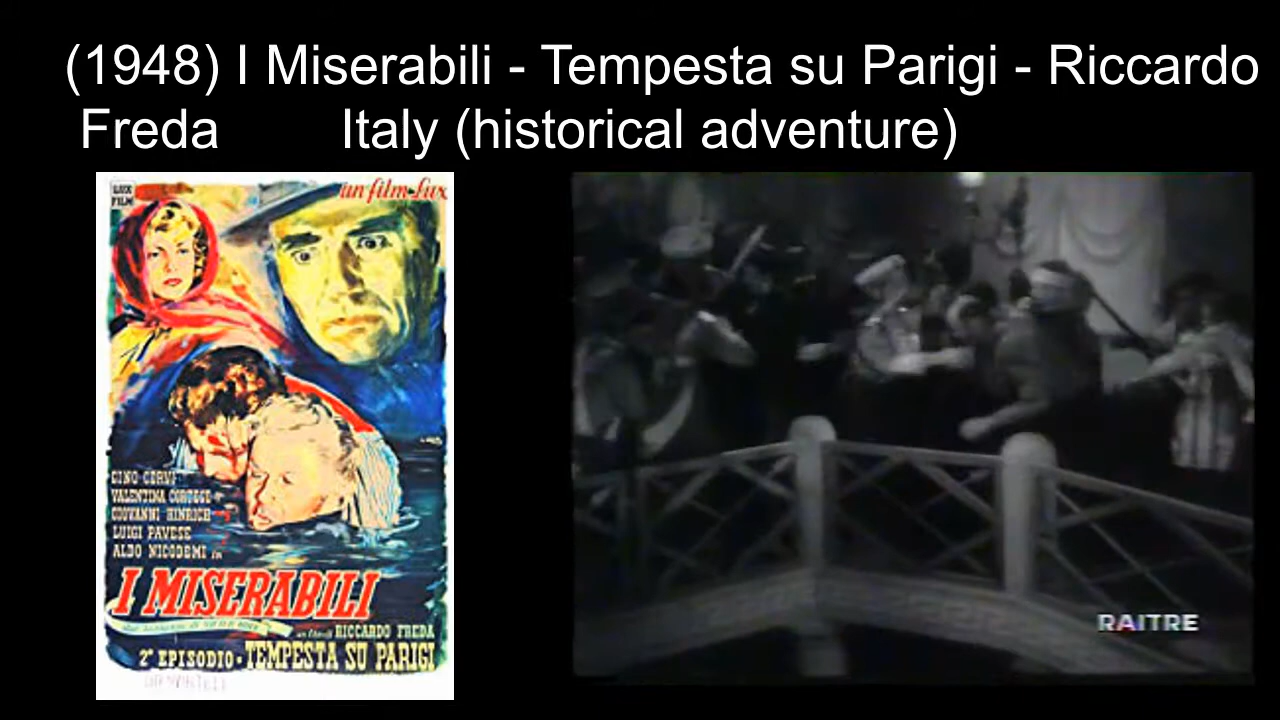 (1948) I Miserabili - Tempesta su Parigi - Riccardo
Freda Italy (historical adventure)
LUX
FILM
un film Lux
GINO CERVI
VALENTINA CORTESE
GIOVANNI HINRICH
LUIGI PAVESE
ALDO NICODEMI in
I MISERABILI
RICCARDO FREDA
2° EPISODIO - TEMPESTA SU PARIGI
RAITRE